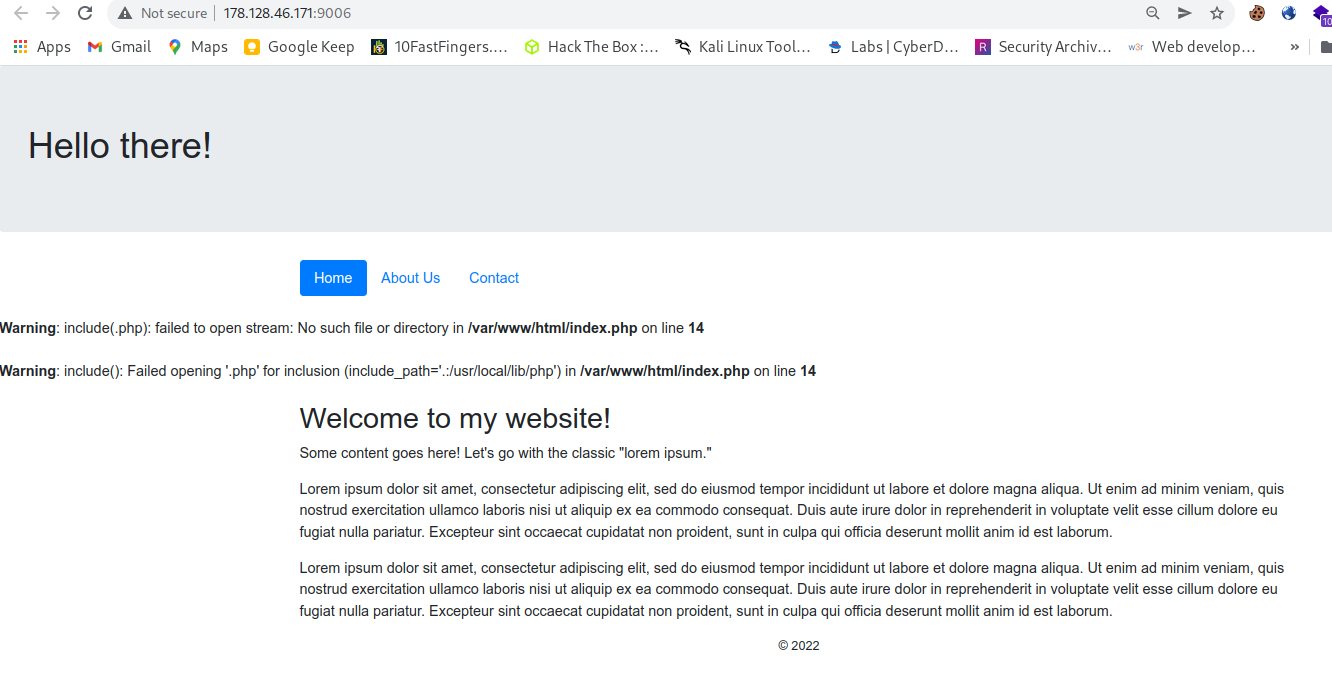 Not secure | 178.128.46.171:9006
10
Apps Gmail Maps Google Keep 10FastFingers.… Hack The Box :… Kali Linux Tool… Labs | CyberD… R Security Archiv… w3r Web develop… »
Hello there!
Home About Us Contact
Warning: include(.php): failed to open stream: No such file or directory in /var/www/html/index.php on line 14
Warning: include(): Failed opening '.php' for inclusion (include_path='.:/usr/local/lib/php') in /var/www/html/index.php on line 14
Welcome to my website!
Some content goes here! Let's go with the classic "lorem ipsum."
Lorem ipsum dolor sit amet, consectetur adipiscing elit, sed do eiusmod tempor incididunt ut labore et dolore magna aliqua. Ut enim ad minim veniam, quis
nostrud exercitation ullamco laboris nisi ut aliquip ex ea commodo consequat. Duis aute irure dolor in reprehenderit in voluptate velit esse cillum dolore eu
fugiat nulla pariatur. Excepteur sint occaecat cupidatat non proident, sunt in culpa qui officia deserunt mollit anim id est laborum.
Lorem ipsum dolor sit amet, consectetur adipiscing elit, sed do eiusmod tempor incididunt ut labore et dolore magna aliqua. Ut enim ad minim veniam, quis
nostrud exercitation ullamco laboris nisi ut aliquip ex ea commodo consequat. Duis aute irure dolor in reprehenderit in voluptate velit esse cillum dolore eu
fugiat nulla pariatur. Excepteur sint occaecat cupidatat non proident, sunt in culpa qui officia deserunt mollit anim id est laborum.
© 2022